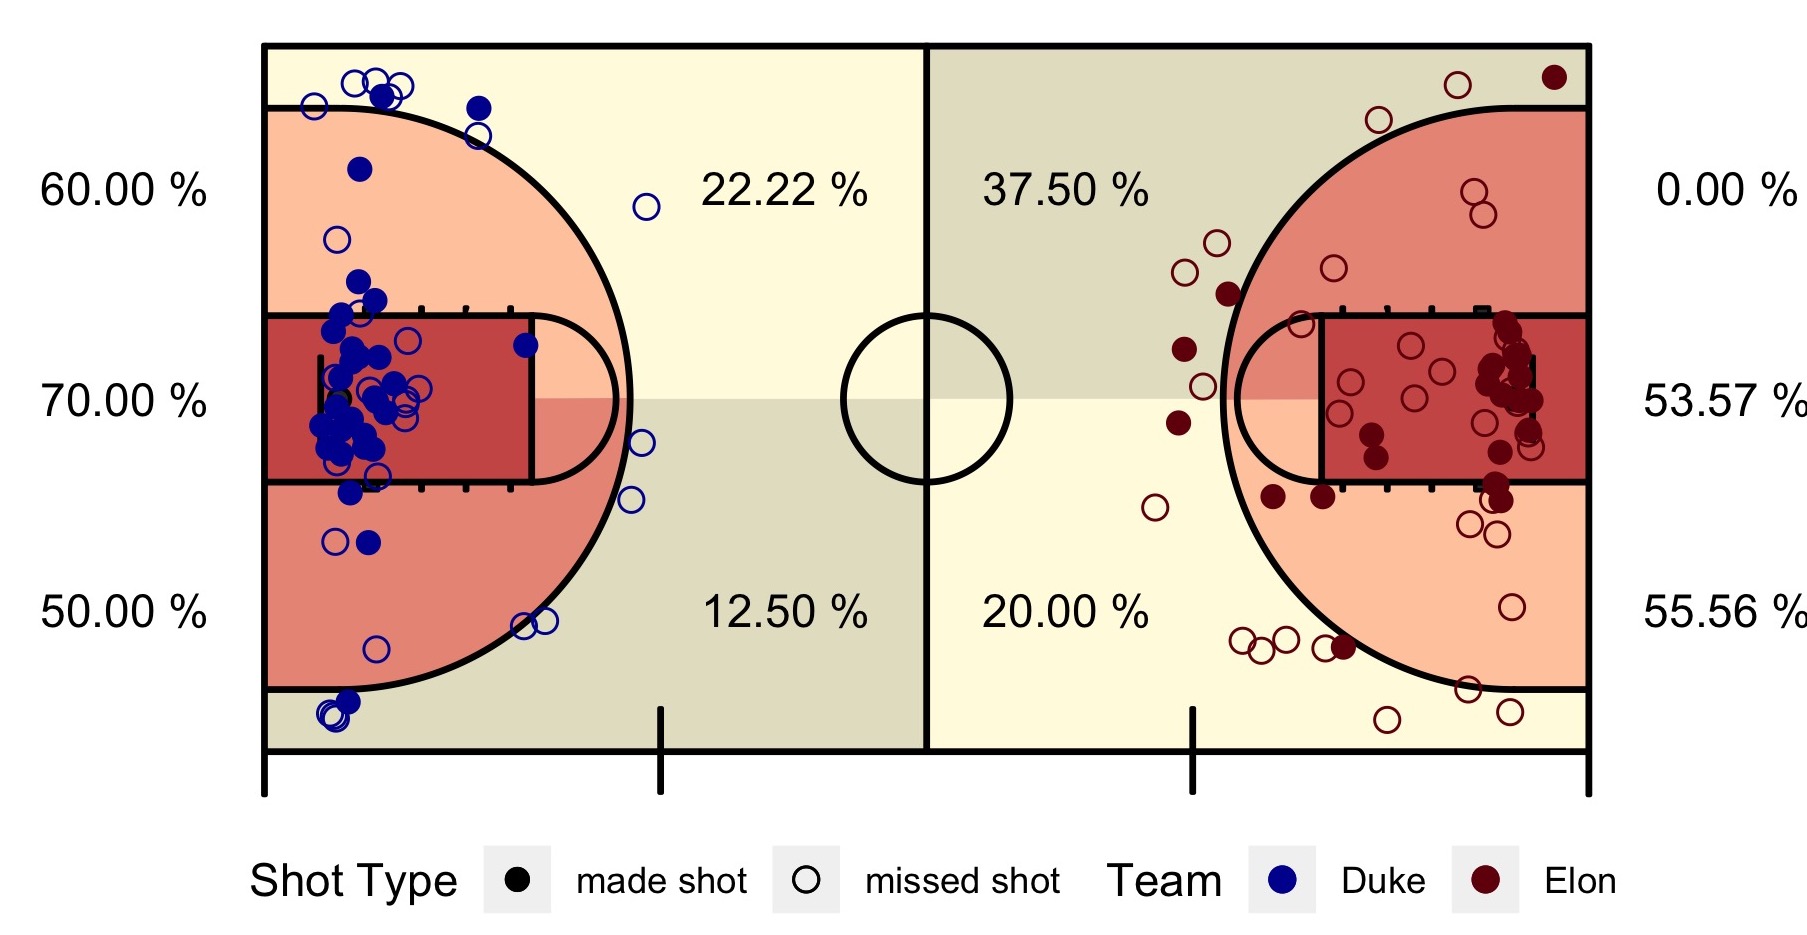 60.00 % 22.22 % 37.50 % 0.00 %
70.00 % 53.57 %
50.00 % 12.50 % 20.00 % 55.56 %
Shot Type made shot missed shot Team Duke Elon